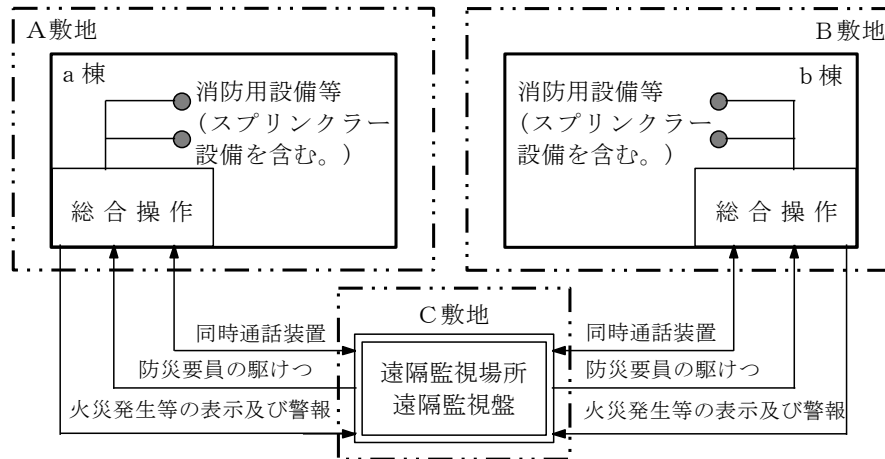 A敷地
a棟
消防用設備等
(スプリンクラー
設備を含む。)
総合操作
B敷地
b棟
消防用設備等
(スプリンクラー
設備を含む。)
総合操作
C敷地
遠隔監視場所
遠隔監視盤
同時通話装置
防災要員の駆けつ
火災発生等の表示及び警報
同時通話装置
防災要員の駆けつ
火災発生等の表示及び警報